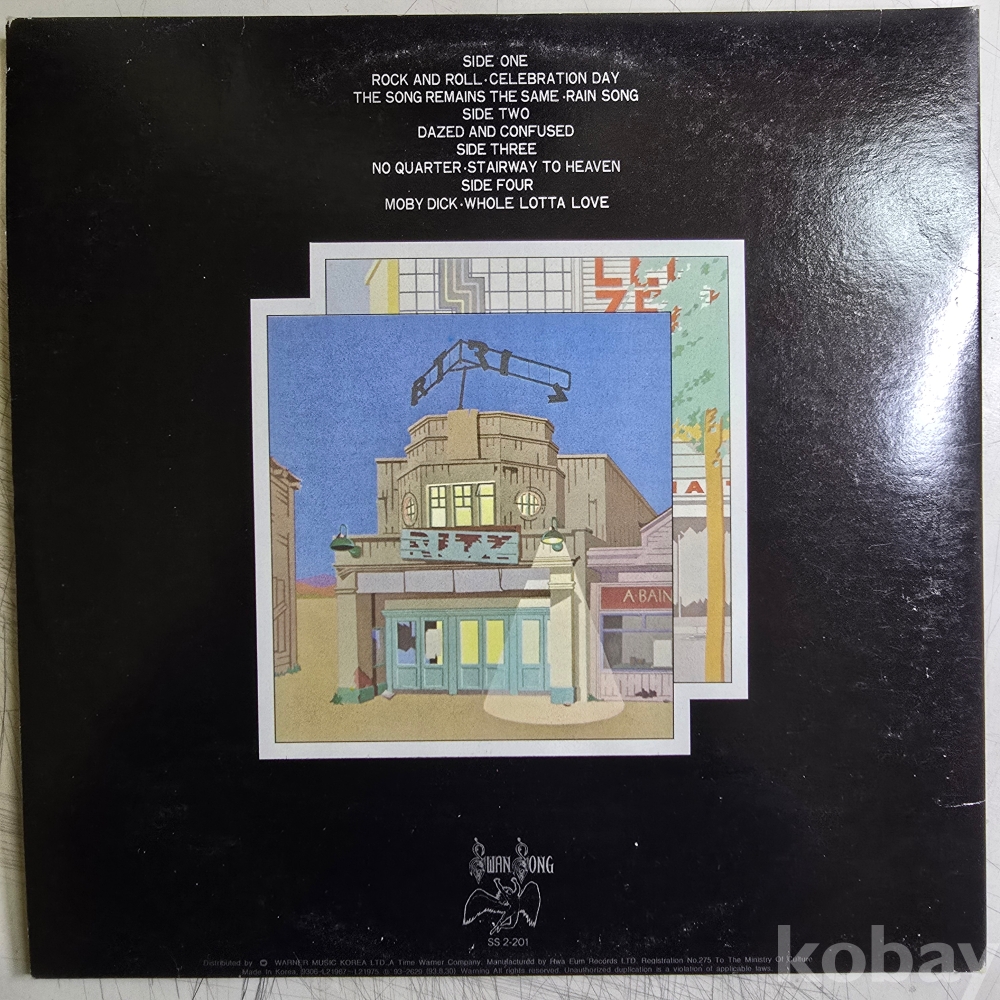 SIDE ONE
ROCK AND ROLL·CELEBRATION DAY
THE SONG REMAINS THE SAME·RAIN SONG
SIDE TWO
DAZED AND CONFUSED
SIDE THREE
NO QUARTER·STAIRWAY TO HEAVEN
SIDE FOUR
MOBY DICK·WHOLE LOTTA LOVE
RITZ
A·BAIN
SWAN SONG
SS 2-201
Distributed by WARNER MUSIC KOREA LTD., A Time Warner Company, Manufactured by Hwa Eum Records LTD. Registration No.275 To The Ministry Of Culture
Made in Korea. Warning All rights reserved. Unauthorized duplication is a violation of applicable laws.
kobay